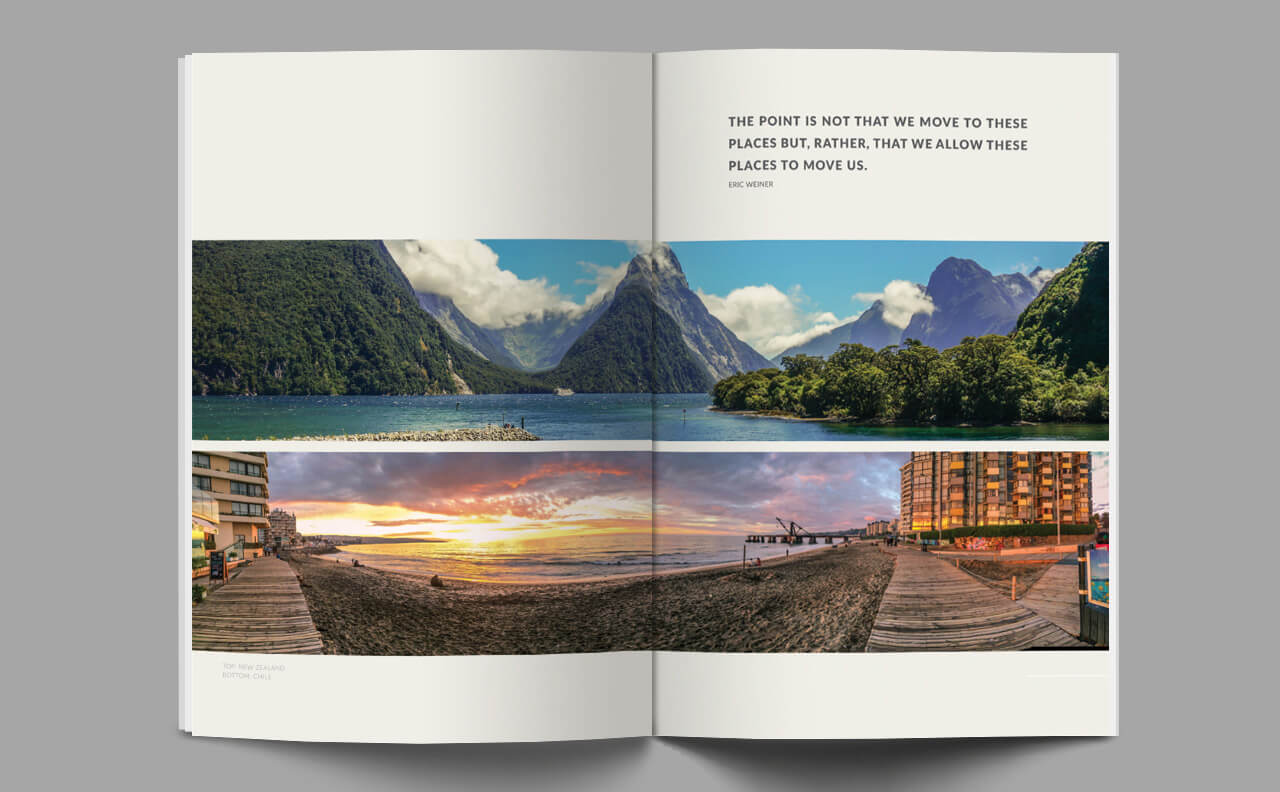 THE POINT IS NOT THAT WE MOVE TO THESE
PLACES BUT, RATHER, THAT WE ALLOW THESE
PLACES TO MOVE US.
ERIC WEINER
TOP: NEW ZEALAND
BOTTOM: CHILE